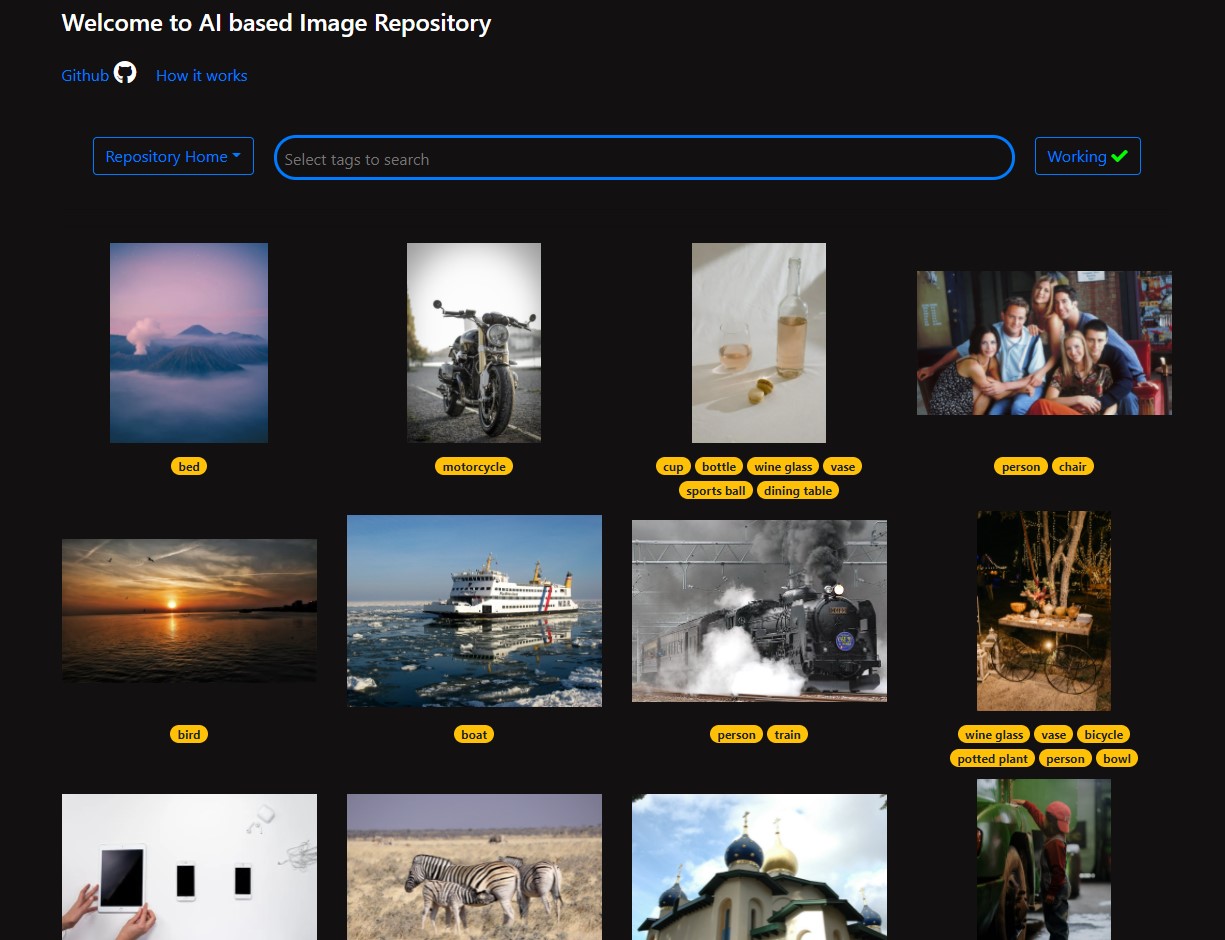 Welcome to AI based Image Repository
Github How it works
Repository Home Select tags to search Working
bed motorcycle cup bottle wine glass vase person chair
sports ball dining table
bird boat person train wine glass vase bicycle
potted plant person bowl